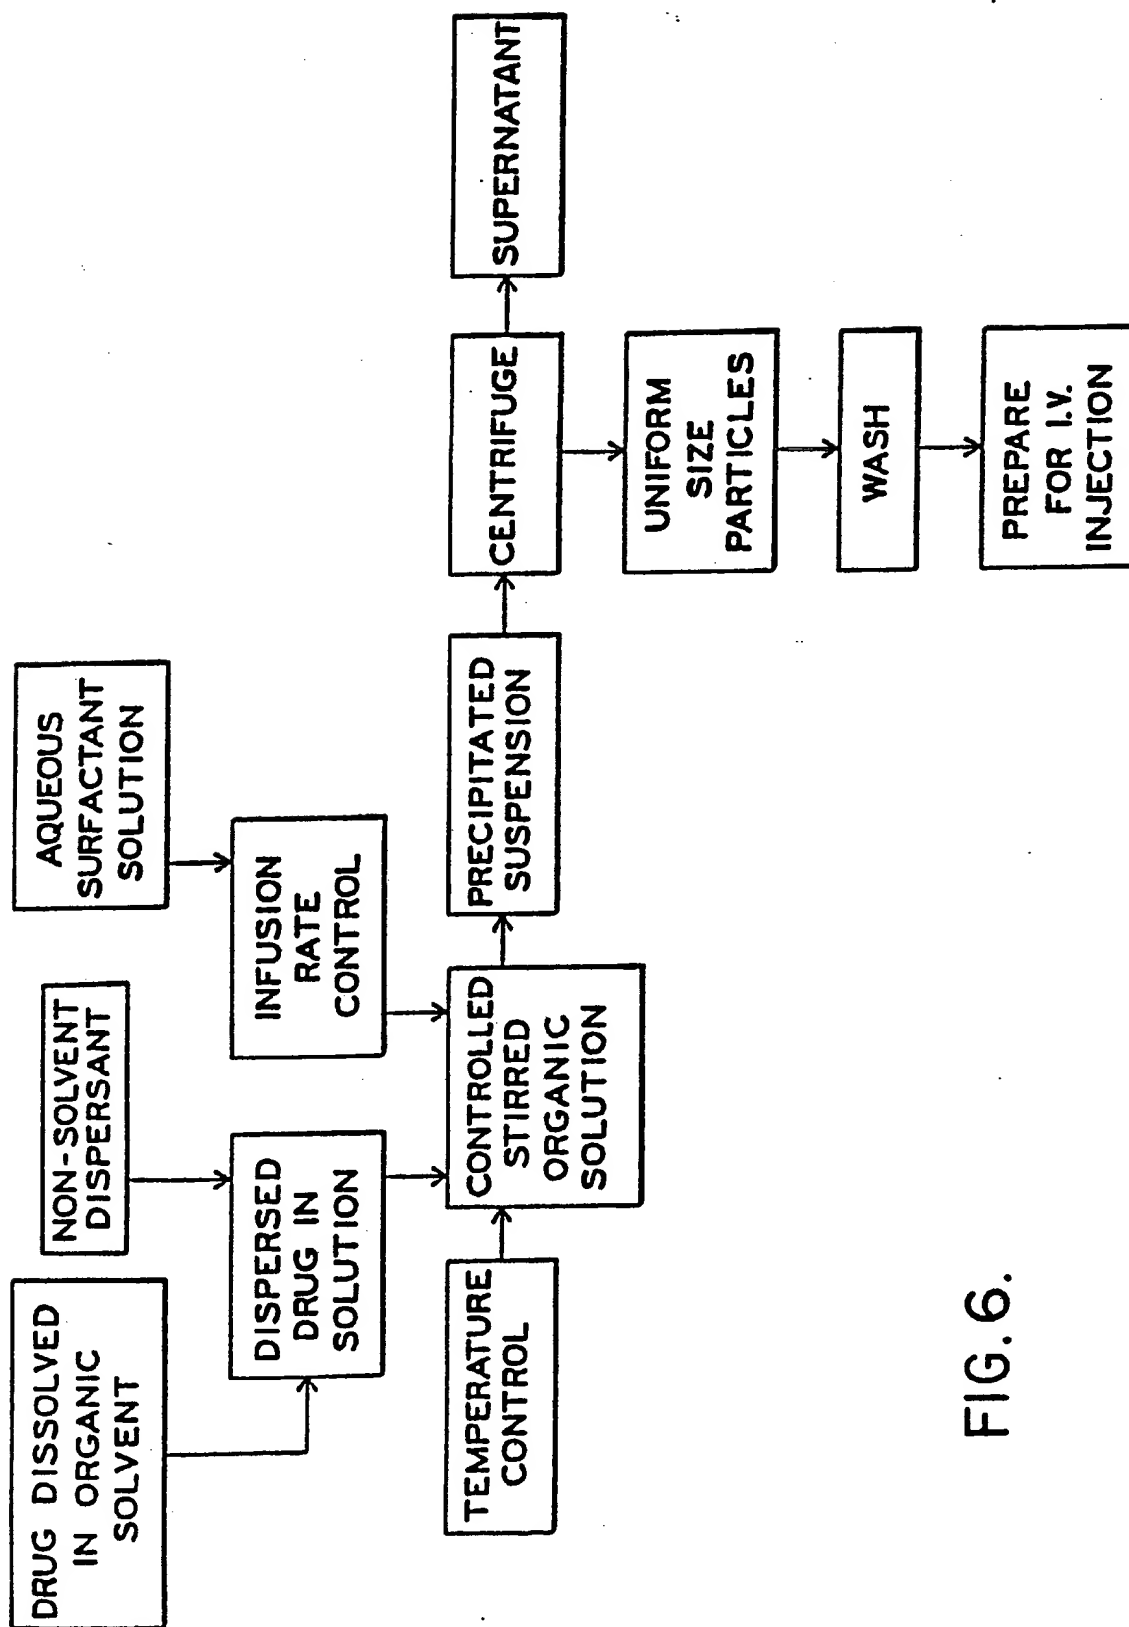 DRUG DISSOLVED
IN ORGANIC
SOLVENT
NON-SOLVENT
DISPERSANT
AQUEOUS
SURFACTANT
SOLUTION
DISPERSED
DRUG IN
SOLUTION
INFUSION
RATE
CONTROL
TEMPERATURE
CONTROL
CONTROLLED
STIRRED
ORGANIC
SOLUTION
PRECIPITATED
SUSPENSION
CENTRIFUGE
SUPERNATANT
UNIFORM
SIZE
PARTICLES
WASH
PREPARE
FOR I.V.
INJECTION
FIG. 6.